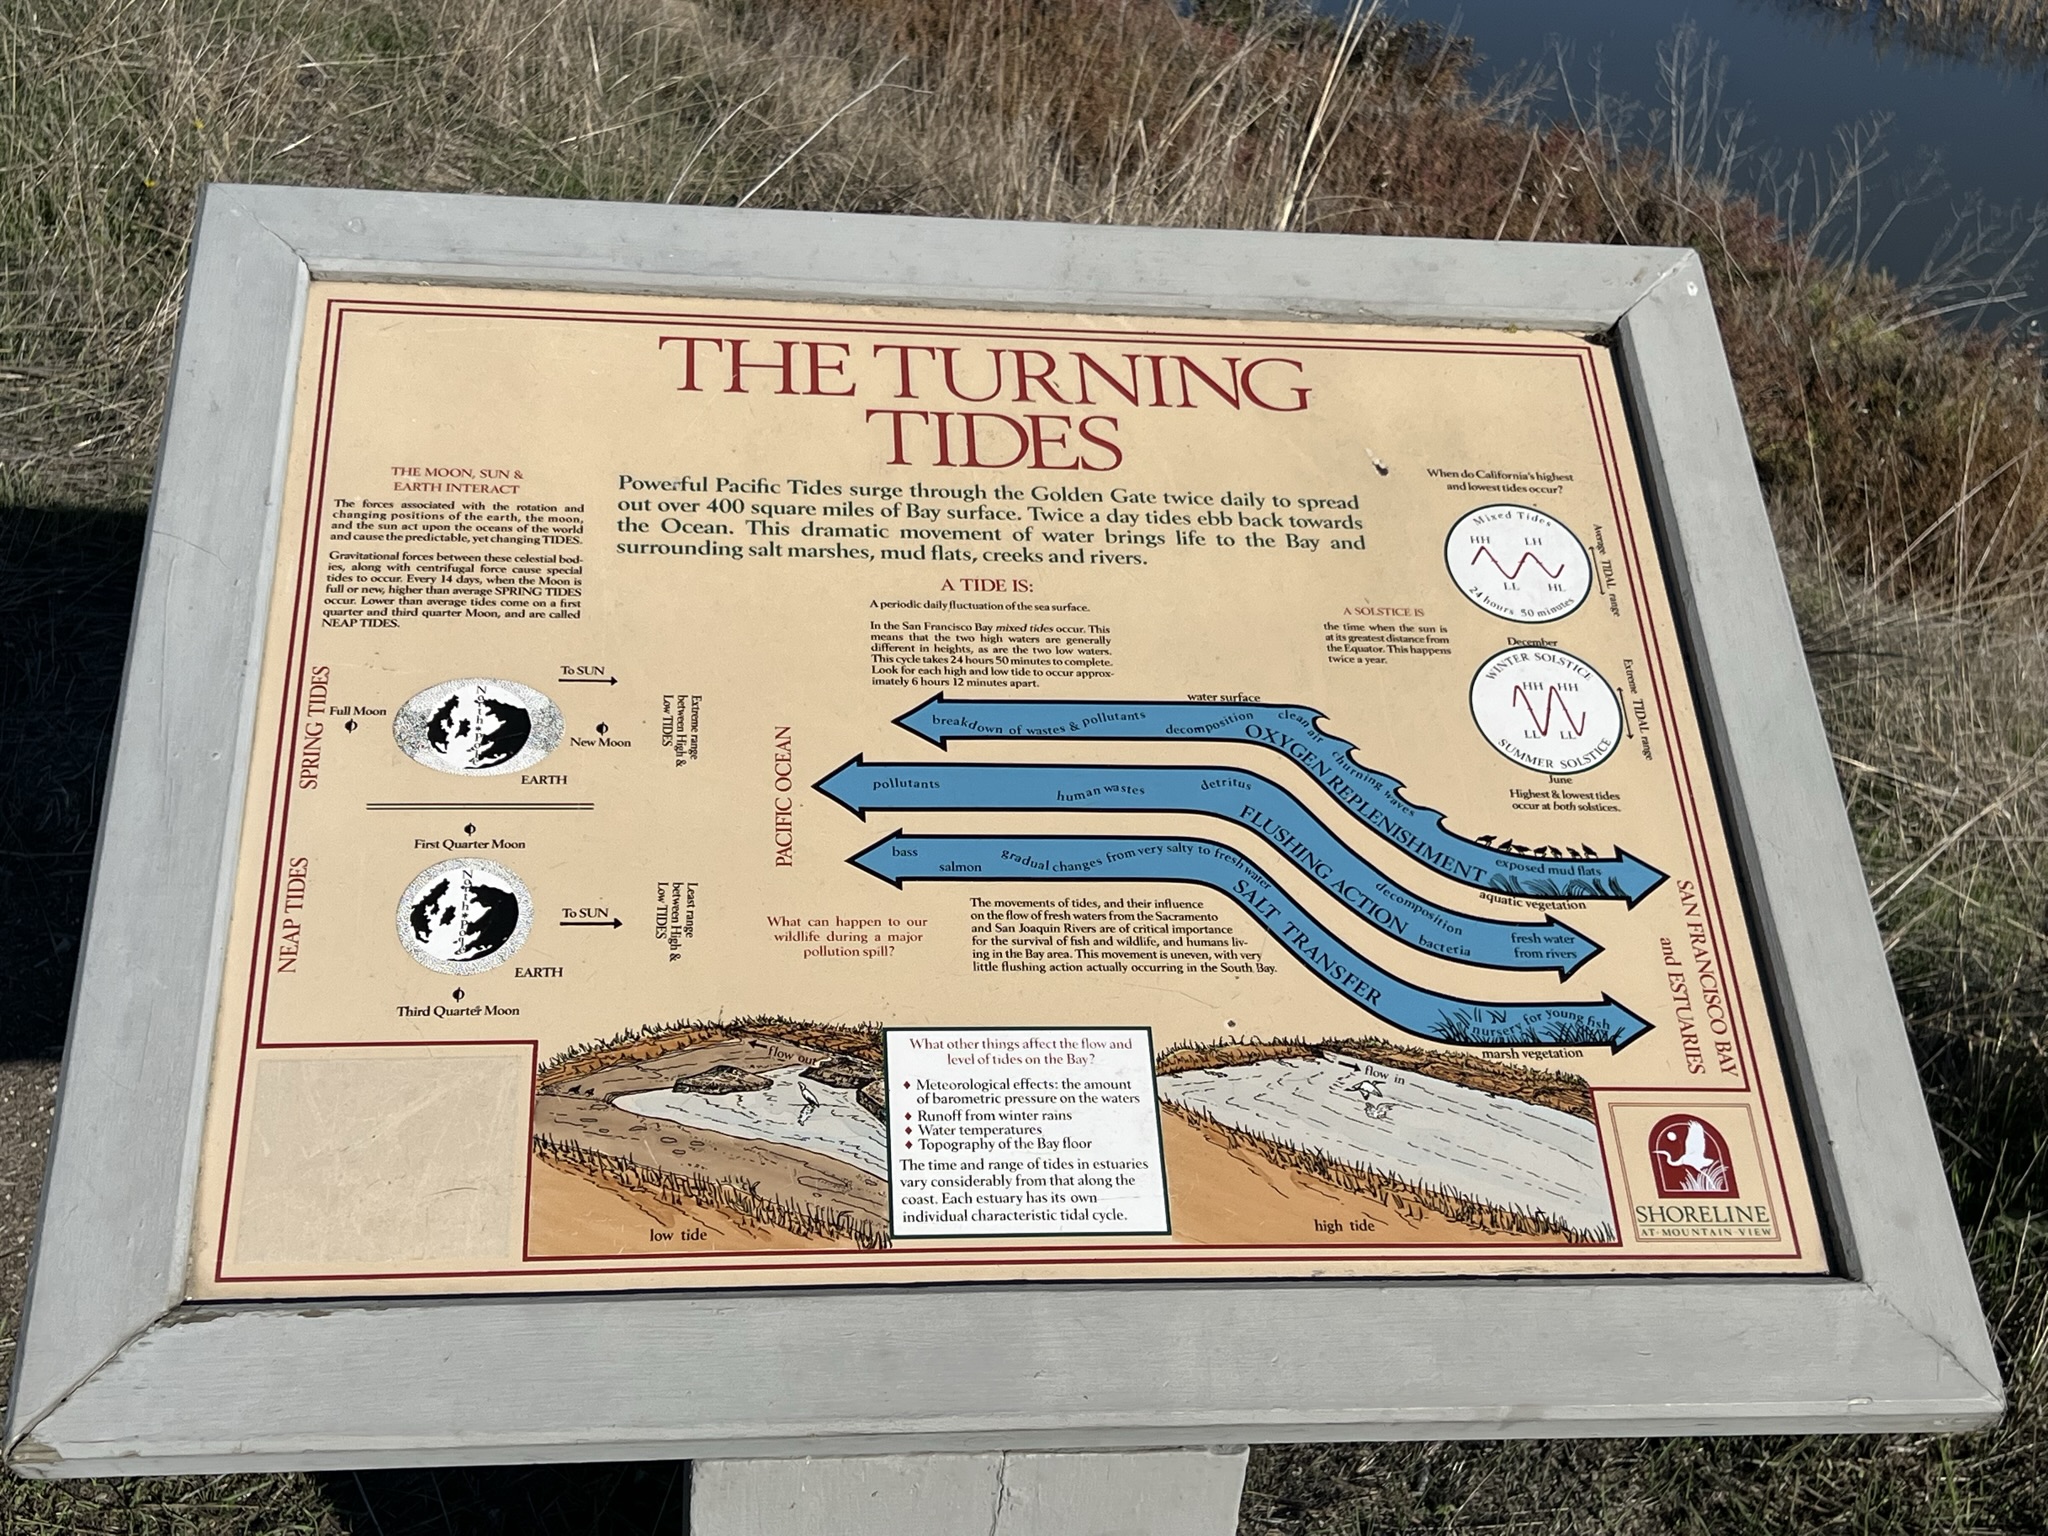 THE TURNING
TIDES
Powerful Pacific Tides surge through the Golden Gate twice daily to spread
out over 400 square miles of Bay surface. Twice a day tides ebb back towards
the Ocean. This dramatic movement of water brings life to the Bay and
surrounding salt marshes, mud flats, creeks and rivers.
THE MOON, SUN &
EARTH INTERACT
The forces associated with the rotation and
changing positions of the earth, the moon,
and the sun act upon the oceans of the world
and cause the predictable, yet changing TIDES.
Gravitational forces between these celestial bod-
ies, along with centrifugal force cause special
tides to occur. Every 14 days, when the Moon is
full or new, higher than average SPRING TIDES
occur. Lower than average tides come on a first
quarter and third quarter Moon, and are called
NEAP TIDES.
SPRING TIDES
Full Moon
North pole
To SUN
New Moon
EARTH
Extreme range
between High &
Low TIDES
NEAP TIDES
First Quarter Moon
North pole
To SUN
EARTH
Third Quarter Moon
Least range
between High &
Low TIDES
A TIDE IS:
A periodic daily fluctuation of the sea surface.
In the San Francisco Bay mixed tides occur. This
means that the two high waters are generally
different in heights, as are the two low waters.
This cycle takes 24 hours 50 minutes to complete.
Look for each high and low tide to occur approx-
imately 6 hours 12 minutes apart.
A SOLSTICE IS
the time when the sun is
at its greatest distance from
the Equator. This happens
twice a year.
When do California's highest
and lowest tides occur?
Mixed Tides
HH LH
LL HL
24 hours 50 minutes
Average TIDAL range
December
WINTER SOLSTICE
HH HH
LL LL
SUMMER SOLSTICE
June
Extreme TIDAL range
Highest & lowest tides
occur at both solstices.
PACIFIC OCEAN
water surface
breakdown of wastes & pollutants
decomposition
clean air
churning waves
OXYGEN REPLENISHMENT
exposed mud flats
aquatic vegetation
pollutants
human wastes
detritus
FLUSHING ACTION
decomposition
bacteria
fresh water
from rivers
bass
salmon
gradual changes from very salty to fresh water
SALT TRANSFER
nursery for young fish
marsh vegetation
SAN FRANCISCO BAY
and ESTUARIES
What can happen to our
wildlife during a major
pollution spill?
The movements of tides, and their influence
on the flow of fresh waters from the Sacramento
and San Joaquin Rivers are of critical importance
for the survival of fish and wildlife, and humans liv-
ing in the Bay area. This movement is uneven, with very
little flushing action actually occurring in the South Bay.
flow out
low tide
What other things affect the flow and
level of tides on the Bay?
♦ Meteorological effects: the amount
of barometric pressure on the waters
♦ Runoff from winter rains
♦ Water temperatures
♦ Topography of the Bay floor
The time and range of tides in estuaries
vary considerably from that along the
coast. Each estuary has its own
individual characteristic tidal cycle.
flow in
high tide
SHORELINE
AT·MOUNTAIN·VIEW